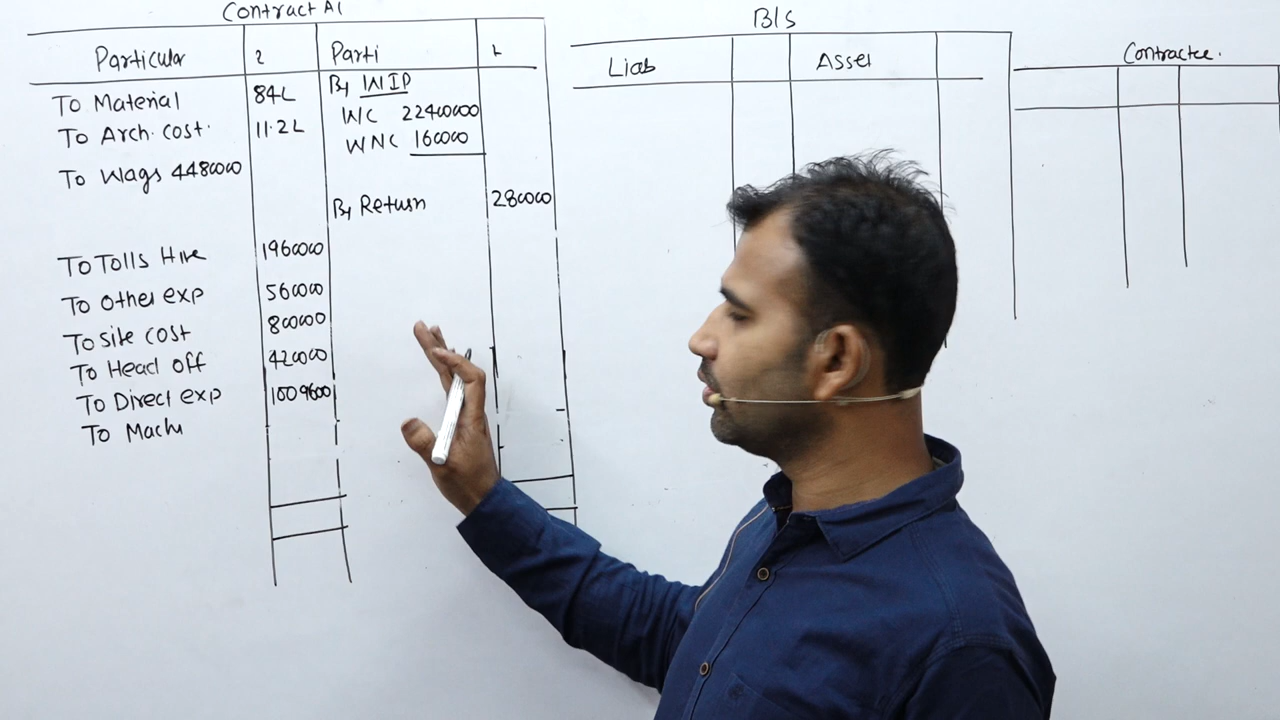 Contract A/
Particular ₹ Parti ₹
To Material 84L By WIP
WC 2240000
To Arch. cost. 11.2L WNC 160000
To Wags 448000
By Return 28000
To Tolls Hire 196000
To Other exp 56000
To site cost 80000
To Head off 42000
To Direct exp 1009600
To Machi
B/S
Liab Asset
Contractee.